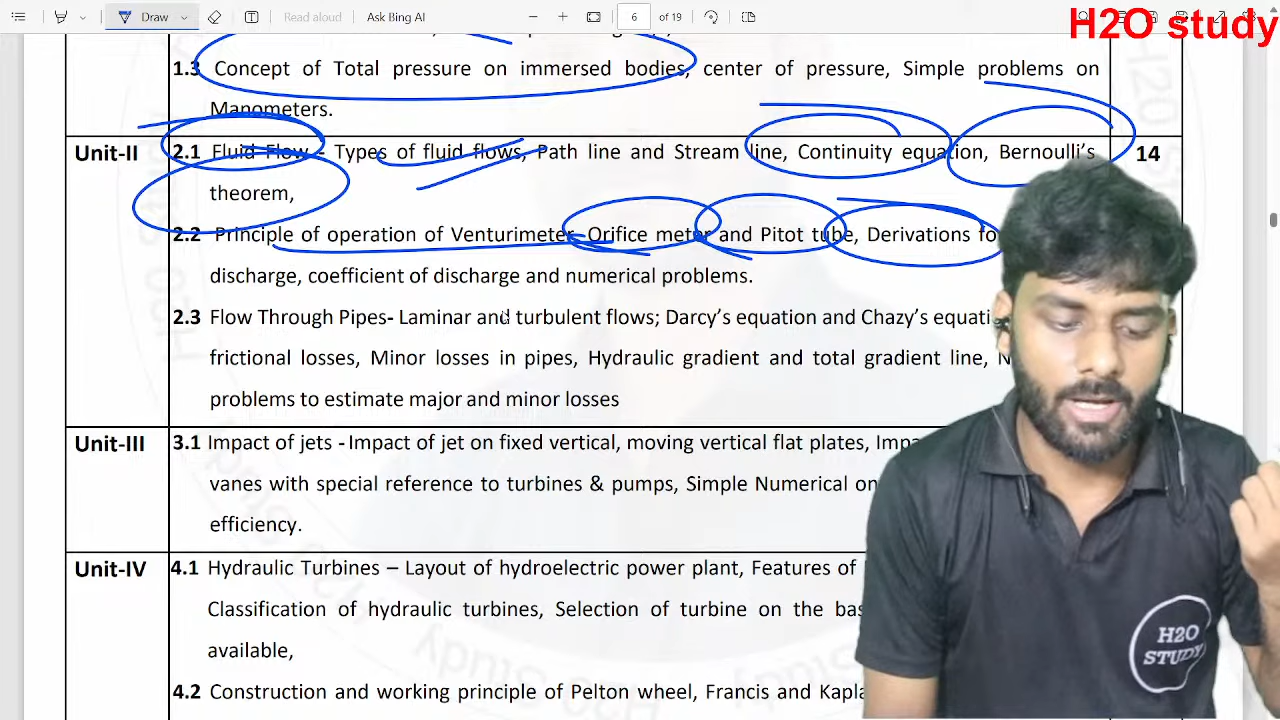 Draw
Read aloud
Ask Bing AI
6
of 19
H2O study
1.3 Concept of Total pressure on immersed bodies, center of pressure, Simple problems on
Manometers.
Unit-II
2.1 Fluid Flow - Types of fluid flows, Path line and Stream line, Continuity equation, Bernoulli's
14
theorem,
2.2 Principle of operation of Venturimeter, Orifice meter and Pitot tube, Derivations
discharge, coefficient of discharge and numerical problems.
2.3 Flow Through Pipes- Laminar and turbulent flows; Darcy's equation and Chazy's
frictional losses, Minor losses in pipes, Hydraulic gradient and total gradient line,
problems to estimate major and minor losses
Unit-III
3.1 Impact of jets - Impact of jet on fixed vertical, moving vertical flat plates,
vanes with special reference to turbines & pumps, Simple Numerical on
efficiency.
Unit-IV
4.1 Hydraulic Turbines – Layout of hydroelectric power plant, Features of
Classification of hydraulic turbines, Selection of turbine on the
available,
4.2 Construction and working principle of Pelton wheel, Francis and
H2O
STUDY